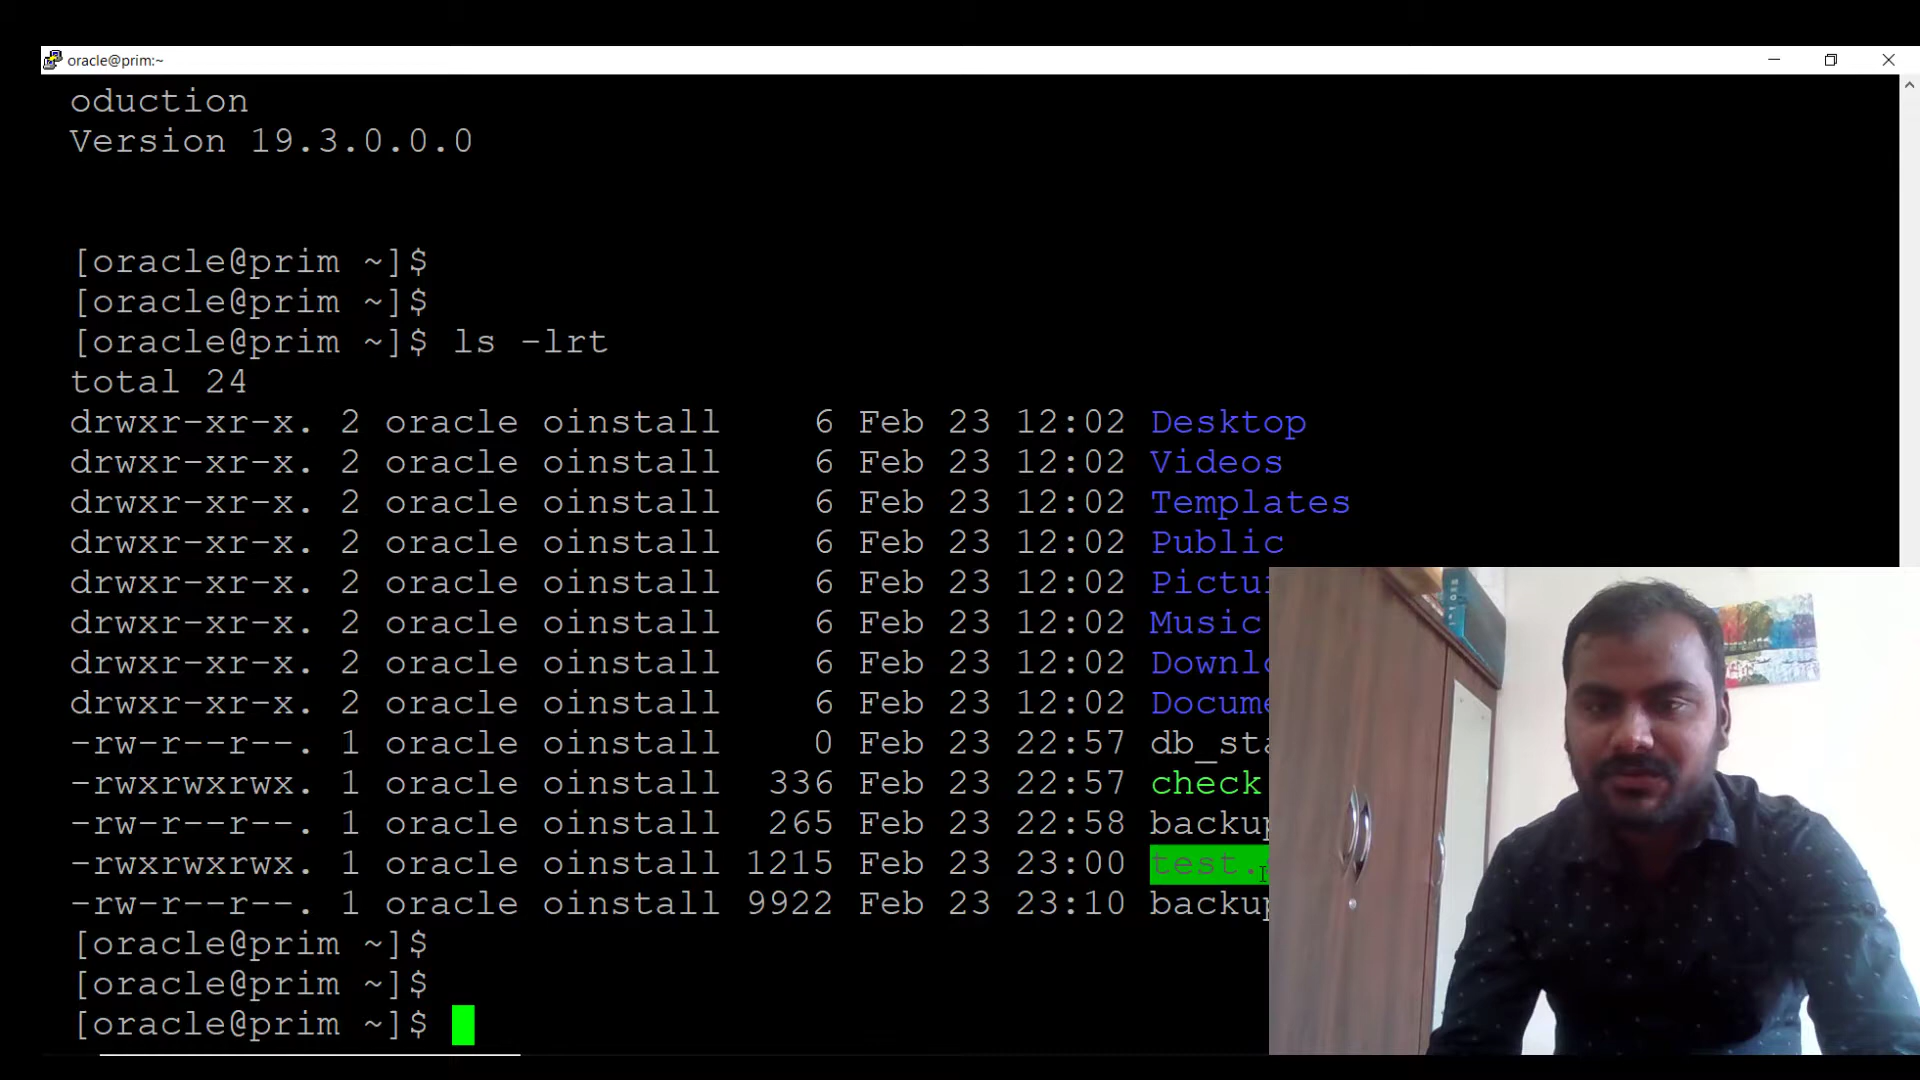 oracle@prim:~
oduction
Version 19.3.0.0.0
[oracle@prim ~]$
[oracle@prim ~]$
[oracle@prim ~]$ ls -lrt
total 24
drwxr-xr-x. 2 oracle oinstall 6 Feb 23 12:02 Desktop
drwxr-xr-x. 2 oracle oinstall 6 Feb 23 12:02 Videos
drwxr-xr-x. 2 oracle oinstall 6 Feb 23 12:02 Templates
drwxr-xr-x. 2 oracle oinstall 6 Feb 23 12:02 Public
drwxr-xr-x. 2 oracle oinstall 6 Feb 23 12:02 Pictu
drwxr-xr-x. 2 oracle oinstall 6 Feb 23 12:02 Music
drwxr-xr-x. 2 oracle oinstall 6 Feb 23 12:02 Downlo
drwxr-xr-x. 2 oracle oinstall 6 Feb 23 12:02 Docume
-rw-r--r--. 1 oracle oinstall 0 Feb 23 22:57 db_sta
-rwxrwxrwx. 1 oracle oinstall 336 Feb 23 22:57 check
-rw-r--r--. 1 oracle oinstall 265 Feb 23 22:58 backup
-rwxrwxrwx. 1 oracle oinstall 1215 Feb 23 23:00 test.
-rw-r--r--. 1 oracle oinstall 9922 Feb 23 23:10 backup
[oracle@prim ~]$
[oracle@prim ~]$
[oracle@prim ~]$